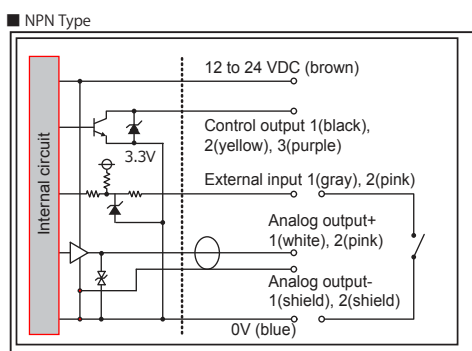 ■ NPN Type
12 to 24 VDC (brown)
Control output 1(black),
2(yellow), 3(purple)
3.3V
External input 1(gray), 2(pink)
Internal circuit
Analog output+
1(white), 2(pink)
Analog output-
1(shield), 2(shield)
0V (blue)